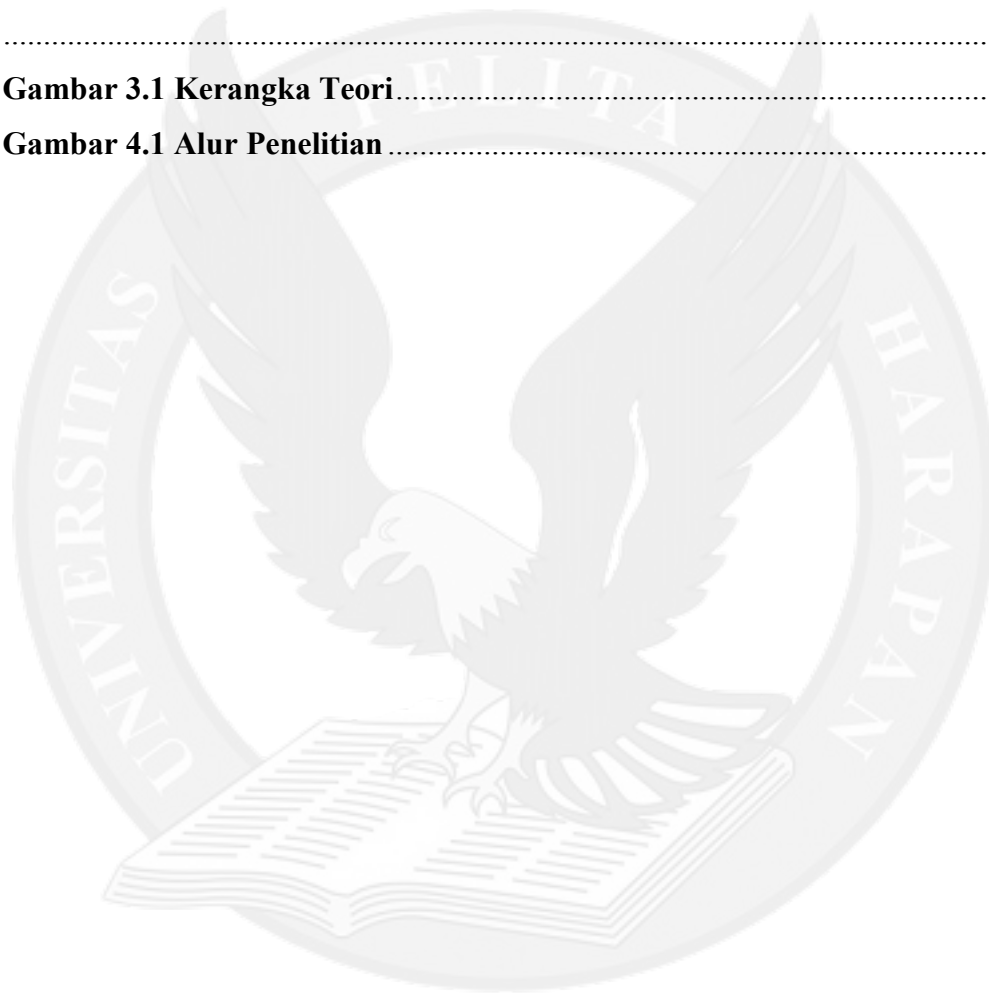 ....................................................................................................................
Gambar 3.1 Kerangka Teori..........................................................................
Gambar 4.1 Alur Penelitian...........................................................................
UNIVERSITAS PELITA HARAPAN